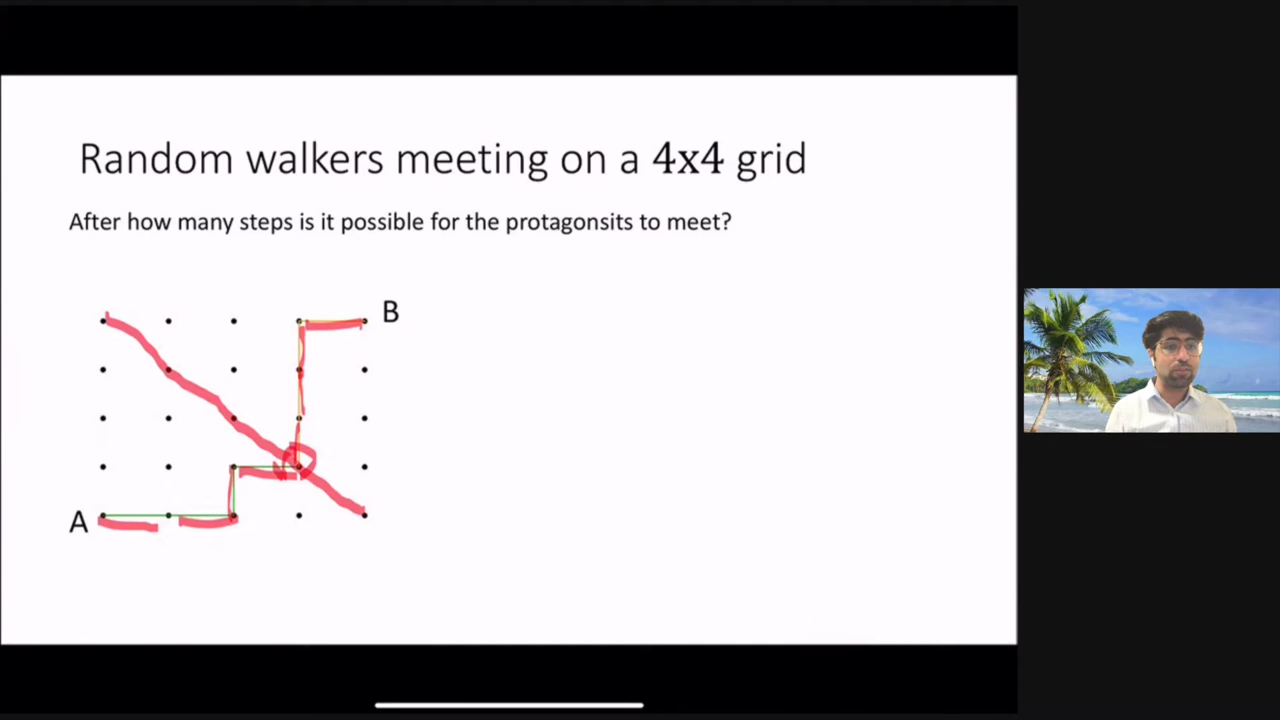 Random walkers meeting on a 4x4 grid
After how many steps is it possible for the protagonsits to meet?
B
A